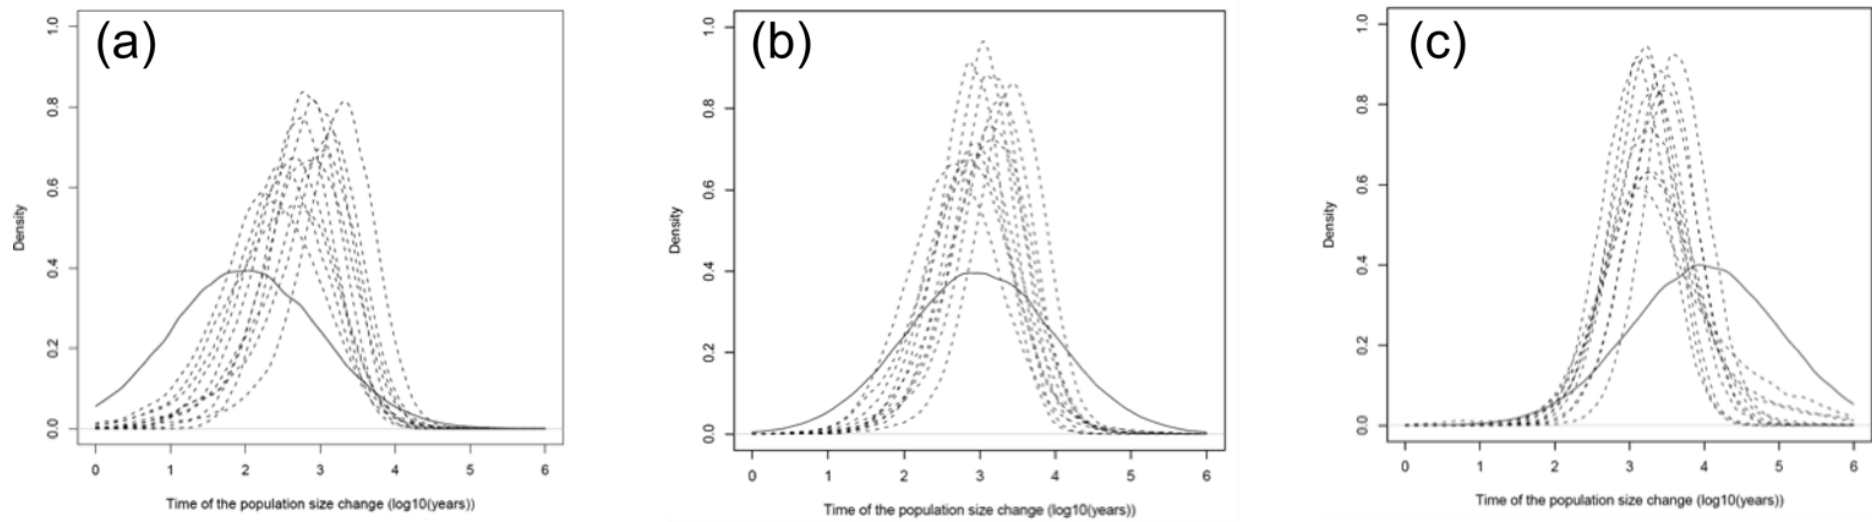 (a)
Density
0.0 0.2 0.4 0.6 0.8 1.0
0 1 2 3 4 5 6
Time of the population size change (log10(years))
(b)
Density
0.0 0.2 0.4 0.6 0.8 1.0
0 1 2 3 4 5 6
Time of the population size change (log10(years))
(c)
Density
0.0 0.2 0.4 0.6 0.8 1.0
0 1 2 3 4 5 6
Time of the population size change (log10(years))